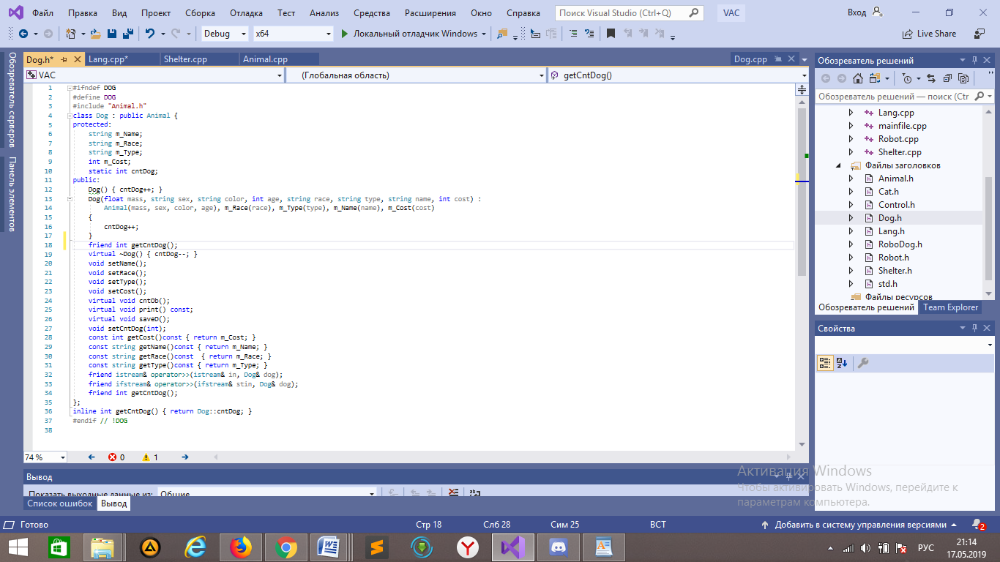 Файл Правка Вид Проект Сборка Отладка Тест Анализ Средства Расширения Окно Справка Поиск Visual Studio (Ctrl+Q) VAC Вход
Debug x64 Локальный отладчик Windows Live Share
Обозреватель серверов
Панель элементов
Dog.h* Lang.cpp* Shelter.cpp Animal.cpp Dog.cpp
VAC (Глобальная область) getCntDog()
1 #ifndef DOG
2 #define DOG
3 #include "Animal.h"
4 class Dog : public Animal {
5 protected:
6 string m_Name;
7 string m_Race;
8 string m_Type;
9 int m_Cost;
10 static int cntDog;
11 public:
12 Dog() { cntDog++; }
13 Dog(float mass, string sex, string color, int age, string race, string type, string name, int cost) :
14 Animal(mass, sex, color, age), m_Race(race), m_Type(type), m_Name(name), m_Cost(cost)
15 {
16 cntDog++;
17 }
18 friend int getCntDog();
19 virtual ~Dog() { cntDog--; }
20 void setName();
21 void setRace();
22 void setType();
23 void setCost();
24 virtual void cntOb();
25 virtual void print() const;
26 virtual void saveD();
27 void setCntDog(int);
28 const int getCost()const { return m_Cost; }
29 const string getName()const { return m_Name; }
30 const string getRace()const  { return m_Race; }
31 const string getType()const { return m_Type; }
32 friend istream& operator>>(istream& in, Dog& dog);
33 friend ifstream& operator>>(ifstream& stin, Dog& dog);
34 friend int getCntDog();
35 };
36 inline int getCntDog() { return Dog::cntDog; }
37 #endif // !DOG
38
74 % 0 1
Вывод
Показать выходные данные из: Общие
Список ошибок Вывод
Обозреватель решений
Обозреватель решений — поиск (Ctr
Lang.cpp
mainfile.cpp
Robot.cpp
Shelter.cpp
Файлы заголовков
Animal.h
Cat.h
Control.h
Dog.h
Lang.h
RoboDog.h
Robot.h
Shelter.h
std.h
Файлы ресурсов
Обозреватель решений Team Explorer
Свойства
Активация Windows
Чтобы активировать Windows, перейдите к
параметрам компьютера.
Готово Стр 18 Слб 28 Сим 25 ВСТ Добавить в систему управления версиями 2
РУС 21:14
17.05.2019